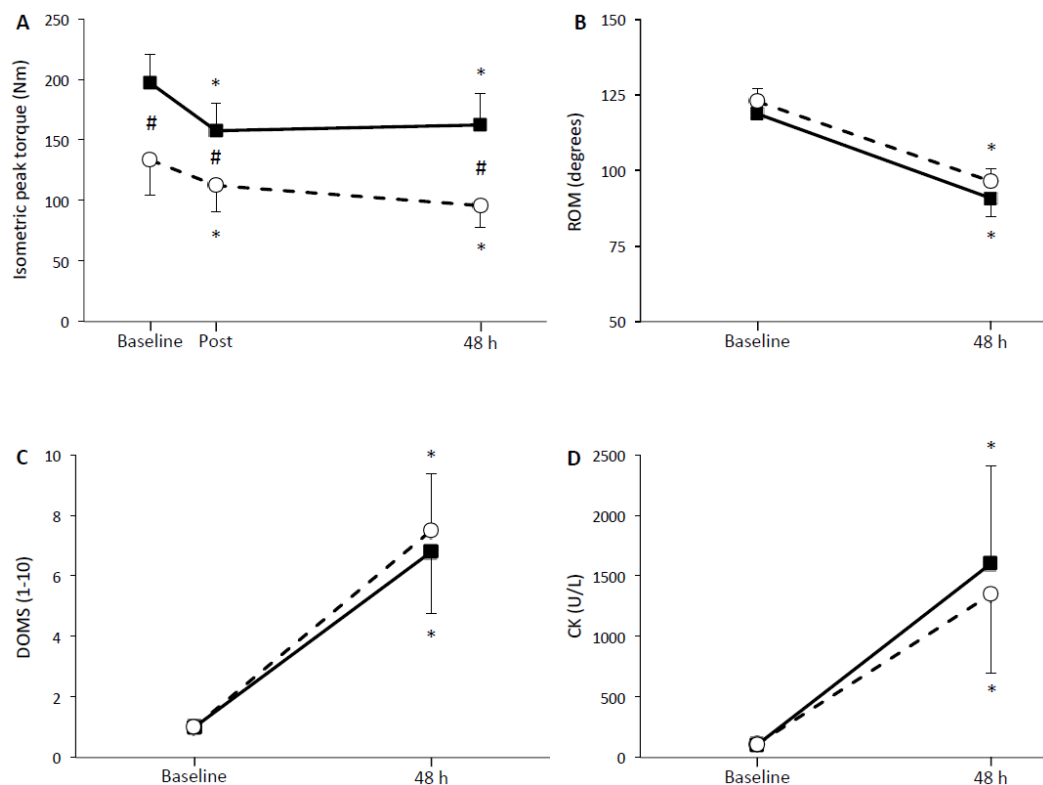 A
Isometric peak torque (Nm)
250
200
150
100
50
0
*
*
#
#
#
*
*
Baseline
Post
48 h
B
ROM (degrees)
150
125
100
75
50
*
*
Baseline
48 h
C
DOMS (1-10)
10
8
6
4
2
0
*
*
Baseline
48 h
D
CK (U/L)
2500
2000
1500
1000
500
0
*
*
Baseline
48 h